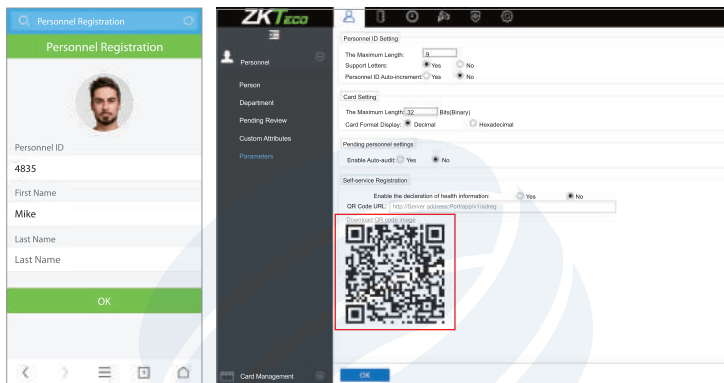 Personnel Registration
Personnel Registration
Personnel ID
4835
First Name
Mike
Last Name
Last Name
OK
ZKTeco
Personnel
Person
Department
Pending Review
Custom Attributes
Parameters
Card Management
Personnel ID Setting
The Maximum Length: 9
Support Letters: Yes No
Personnel ID Auto-increment: Yes No
Card Setting
The Maximum Length: 32 Bits(Binary)
Card Format Display: Decimal Hexadecimal
Pending personnel settings
Enable Auto-audit: Yes No
Self-service Registration
Enable the declaration of health information: Yes No
QR Code URL: http://Server address:Port/app/v1/adreg
Download QR code image
OK